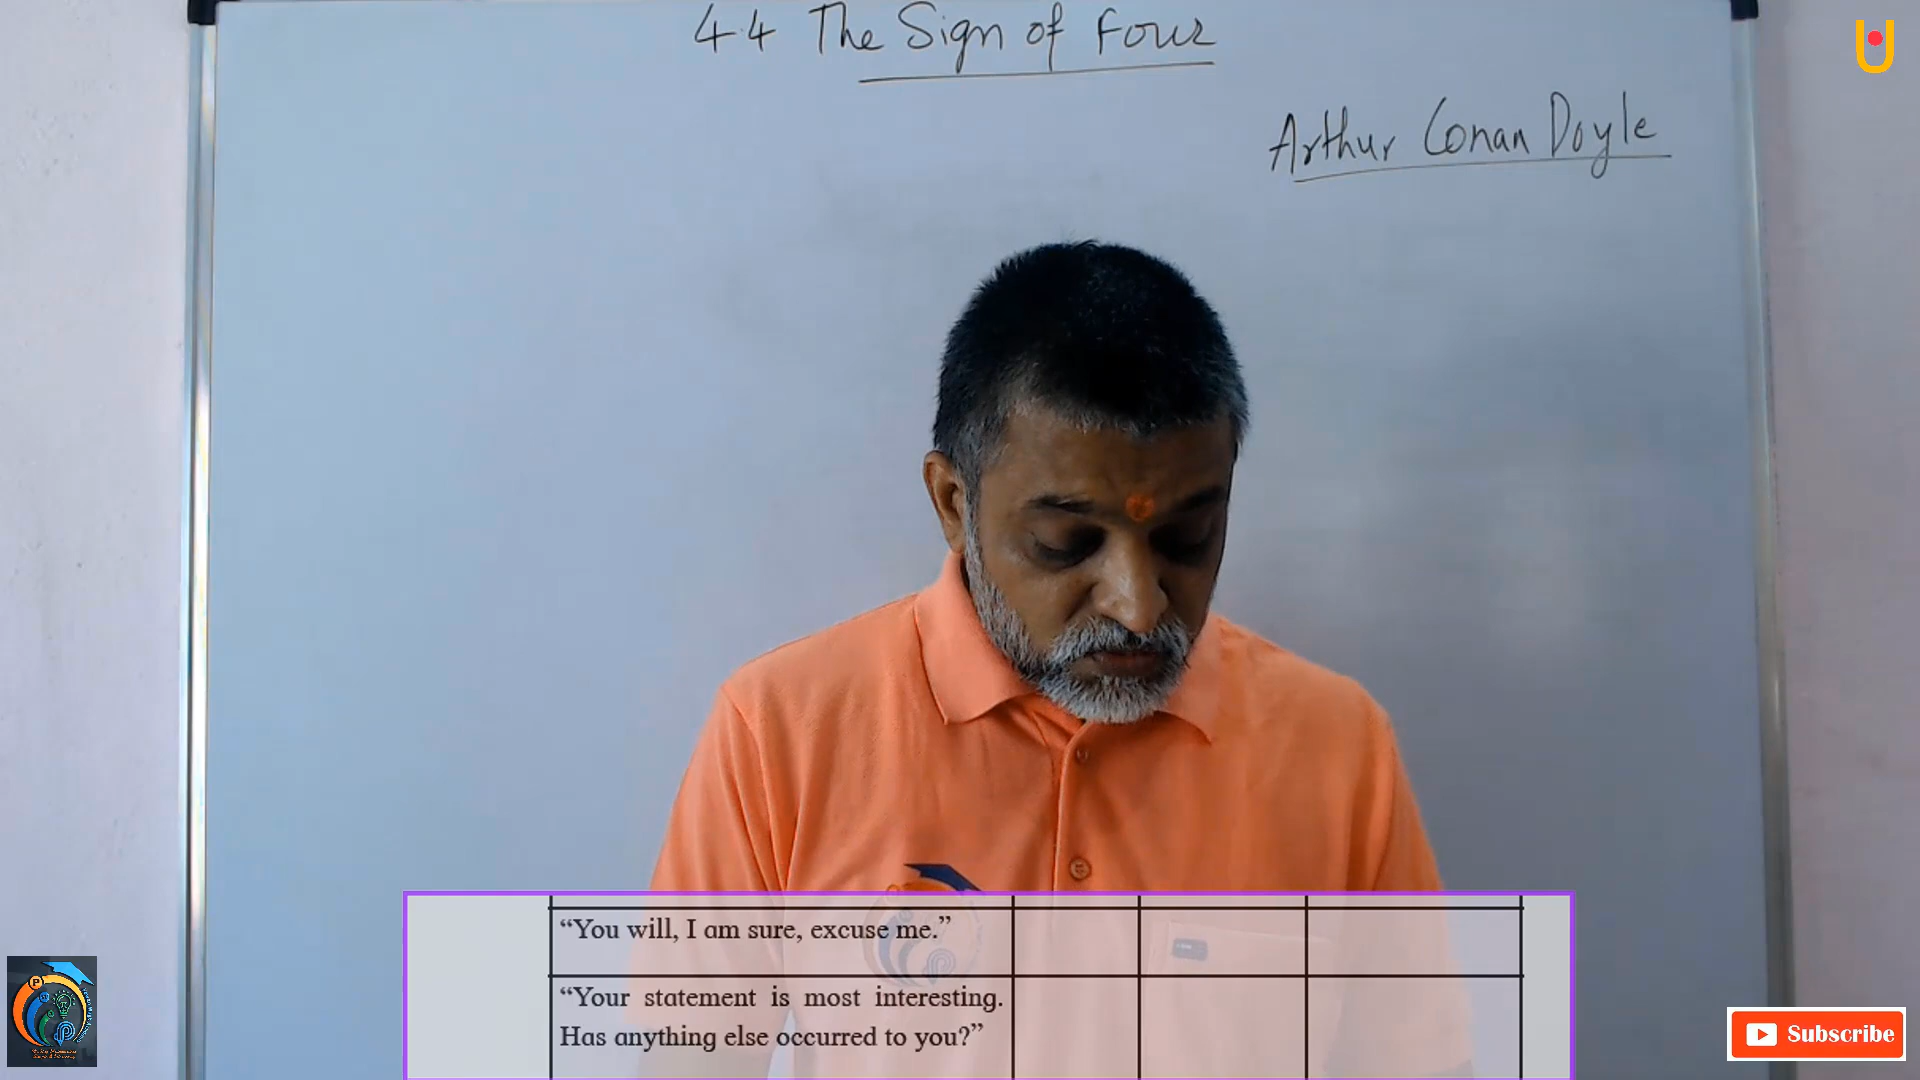 4.4 The Sign of Four
Arthur Conan Doyle
“You will, I am sure, excuse me.”
“Your statement is most interesting.
Has anything else occurred to you?”
Subscribe